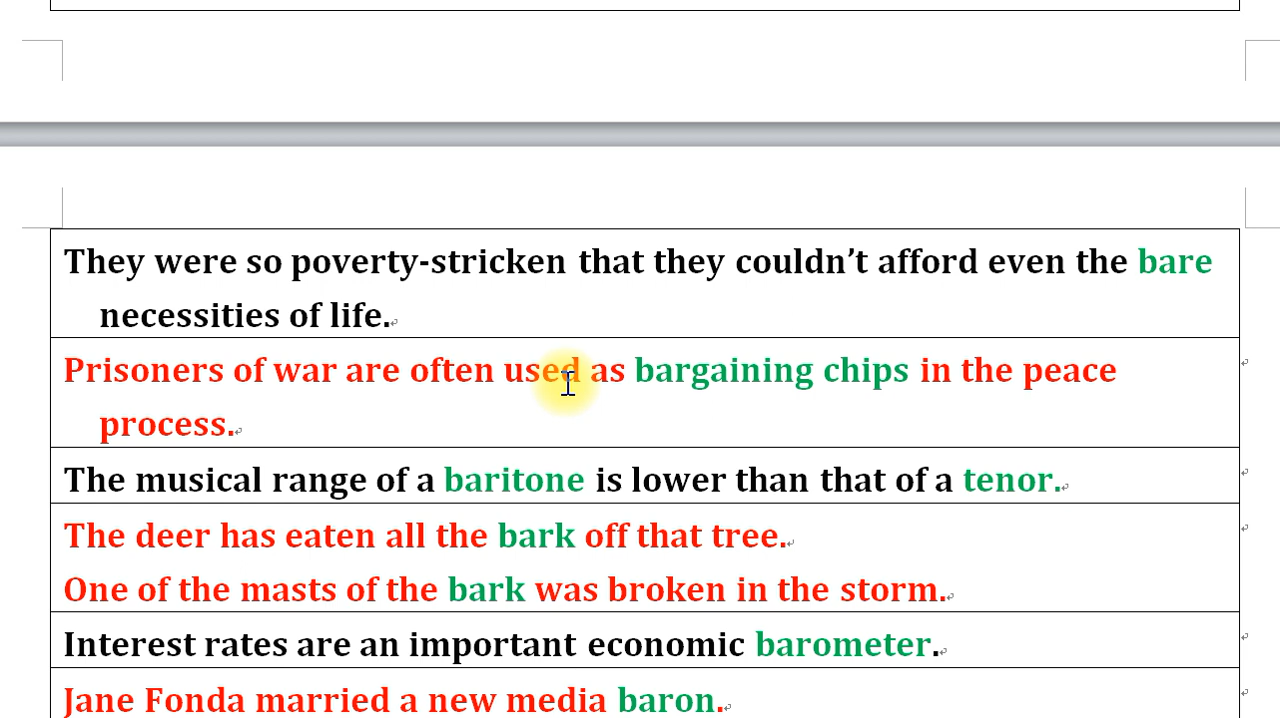 They were so poverty-stricken that they couldn’t afford even the bare
necessities of life.
Prisoners of war are often used as bargaining chips in the peace
process.
The musical range of a baritone is lower than that of a tenor.
The deer has eaten all the bark off that tree.
One of the masts of the bark was broken in the storm.
Interest rates are an important economic barometer.
Jane Fonda married a new media baron.